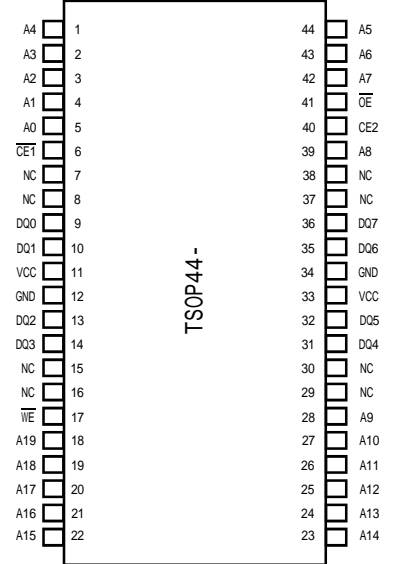 A4 1 44 A5
A3 2 43 A6
A2 3 42 A7
A1 4 41 O̅E̅
A0 5 40 CE2
C̅E̅1̅ 6 39 A8
NC 7 38 NC
NC 8 37 NC
DQ0 9 36 DQ7
DQ1 10 35 DQ6
VCC 11 34 GND
GND 12 33 VCC
DQ2 13 32 DQ5
DQ3 14 31 DQ4
NC 15 30 NC
NC 16 29 NC
W̅E̅ 17 28 A9
A19 18 27 A10
A18 19 26 A11
A17 20 25 A12
A16 21 24 A13
A15 22 23 A14
TSOP44-